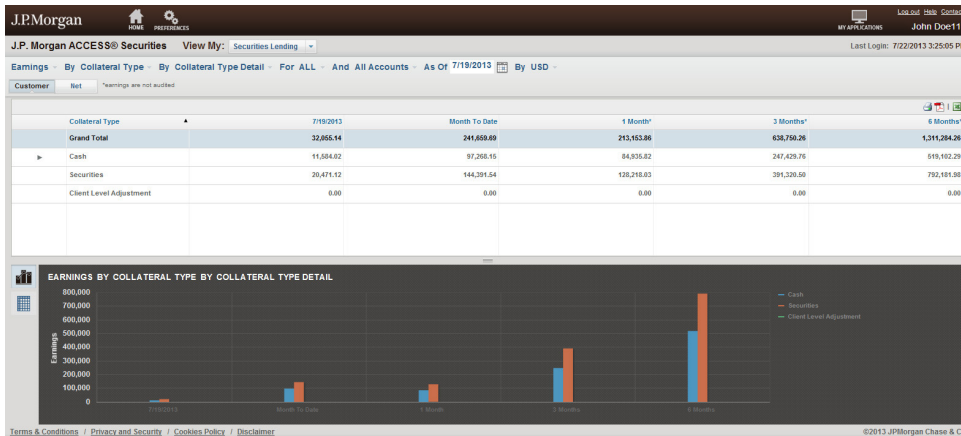 J.P.Morgan HOME PREFERENCES MY APPLICATIONS Log out Help Contac
John Doe11
J.P. Morgan ACCESS® Securities View My: Securities Lending Last Login: 7/22/2013 3:25:05 P
Earnings By Collateral Type By Collateral Type Detail For ALL And All Accounts As Of 7/19/2013 By USD
Customer Net *earnings are not audited
Collateral Type 7/19/2013 Month To Date 1 Month* 3 Months* 6 Months*
Grand Total 32,055.14 241,659.69 213,153.86 638,750.26 1,311,284.26
Cash 11,584.02 97,268.15 84,935.82 247,429.76 519,102.29
Securities 20,471.12 144,391.54 128,218.03 391,320.50 792,181.98
Client Level Adjustment 0.00 0.00 0.00 0.00 0.00
EARNINGS BY COLLATERAL TYPE BY COLLATERAL TYPE DETAIL
Earnings
800,000
700,000
600,000
500,000
400,000
300,000
200,000
100,000
0
7/19/2013 Month To Date 1 Month 3 Months 6 Months
Cash
Securities
Client Level Adjustment
Terms & Conditions / Privacy and Security / Cookies Policy / Disclaimer ©2013 JPMorgan Chase & C